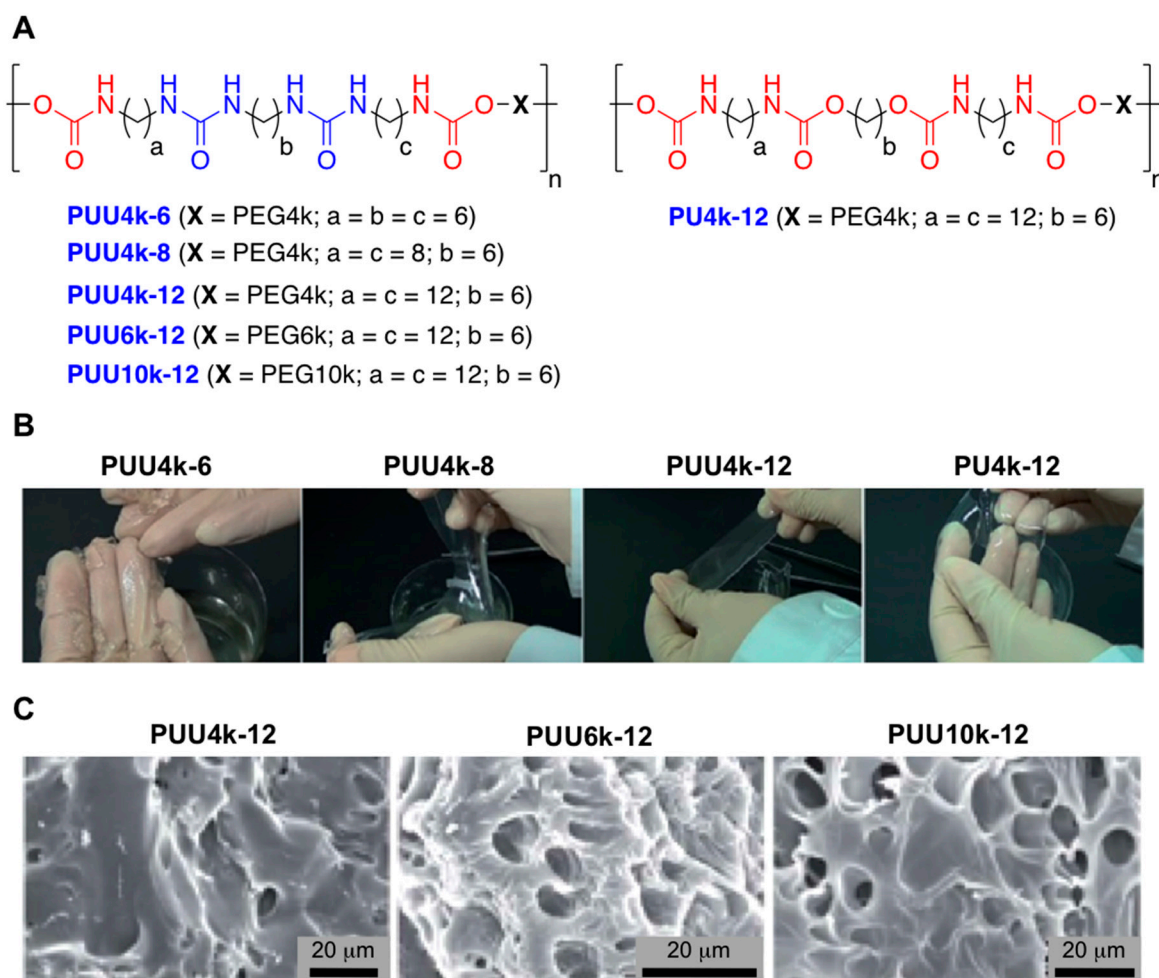 A
O
H
N
a
H
N
O
H
N
b
H
N
O
H
N
c
H
N
O
O
X
n
O
O
H
N
a
H
N
O
O
b
O
O
H
N
c
H
N
O
O
X
n
O
PUU4k-6 (X = PEG4k; a = b = c = 6)
PUU4k-8 (X = PEG4k; a = c = 8; b = 6)
PUU4k-12 (X = PEG4k; a = c = 12; b = 6)
PUU6k-12 (X = PEG6k; a = c = 12; b = 6)
PUU10k-12 (X = PEG10k; a = c = 12; b = 6)
PU4k-12 (X = PEG4k; a = c = 12; b = 6)
B
PUU4k-6 PUU4k-8 PUU4k-12 PU4k-12
C
PUU4k-12 PUU6k-12 PUU10k-12
20 μm 20 μm 20 μm